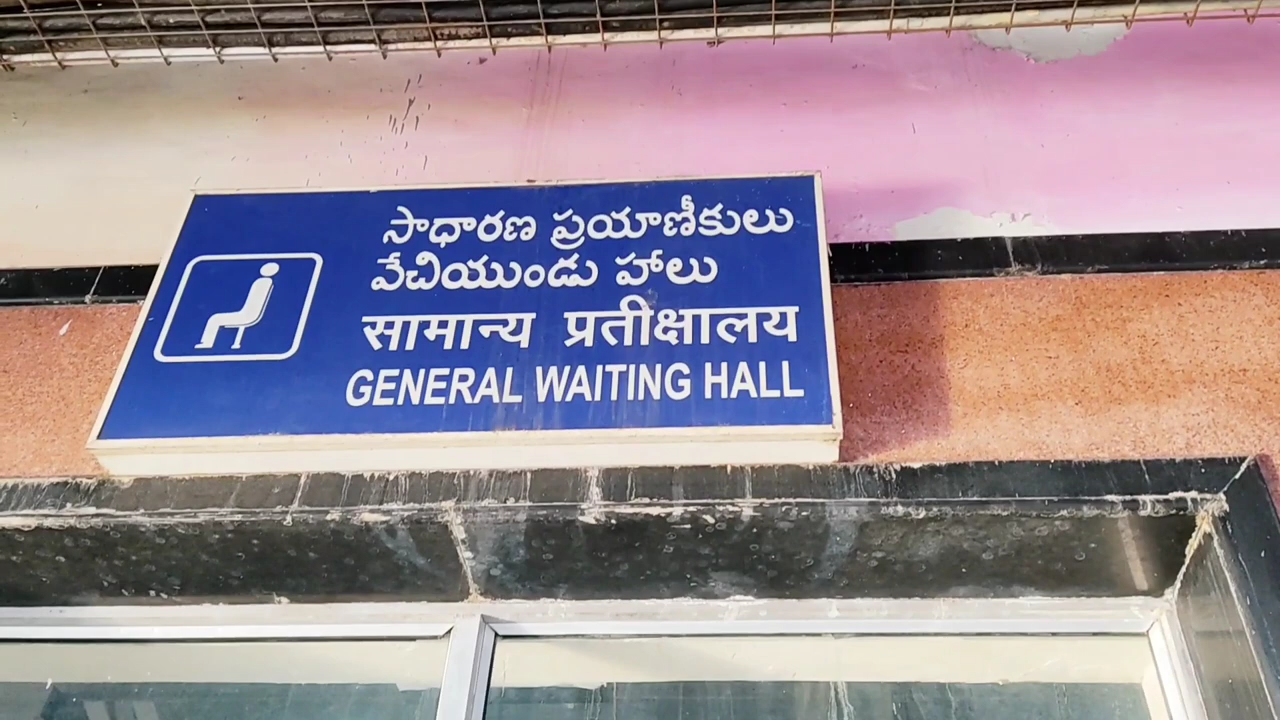 సాధారణ ప్రయాణీకులు
వేచియుండు హాలు
सामान्य प्रतीक्षालय
GENERAL WAITING HALL